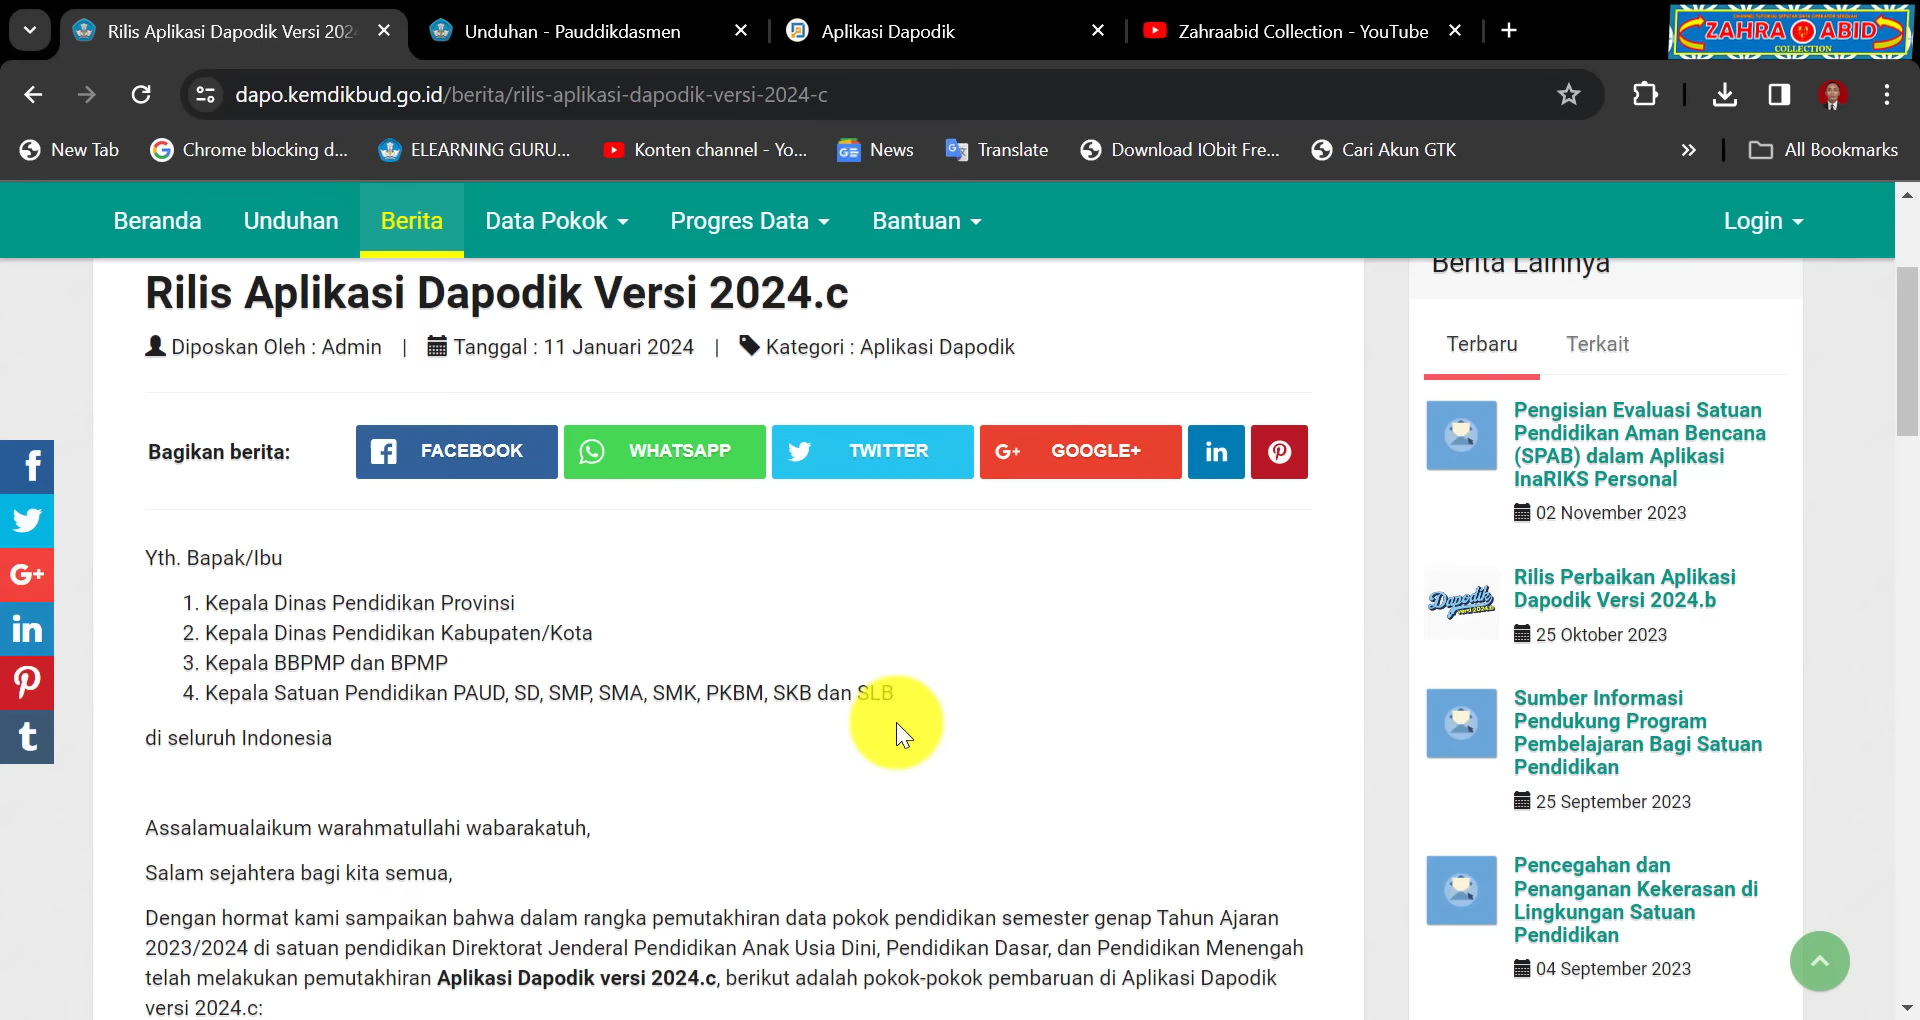 Rilis Aplikasi Dapodik Versi 202
Unduhan - Pauddikdasmen
Aplikasi Dapodik
Zahraabid Collection - YouTube
ZAHRA ABID
COLLECTION
dapo.kemdikbud.go.id/berita/rilis-aplikasi-dapodik-versi-2024-c
New Tab
Chrome blocking d...
ELEARNING GURU...
Konten channel - Yo...
News
Translate
Download IObit Fre...
Cari Akun GTK
All Bookmarks
Beranda
Unduhan
Berita
Data Pokok
Progres Data
Bantuan
Login
Rilis Aplikasi Dapodik Versi 2024.c
Diposkan Oleh : Admin | Tanggal : 11 Januari 2024 | Kategori : Aplikasi Dapodik
Bagikan berita:
FACEBOOK
WHATSAPP
TWITTER
GOOGLE+
Yth. Bapak/Ibu
1. Kepala Dinas Pendidikan Provinsi
2. Kepala Dinas Pendidikan Kabupaten/Kota
3. Kepala BBPMP dan BPMP
4. Kepala Satuan Pendidikan PAUD, SD, SMP, SMA, SMK, PKBM, SKB dan SLB
di seluruh Indonesia
Assalamualaikum warahmatullahi wabarakatuh,
Salam sejahtera bagi kita semua,
Dengan hormat kami sampaikan bahwa dalam rangka pemutakhiran data pokok pendidikan semester genap Tahun Ajaran
2023/2024 di satuan pendidikan Direktorat Jenderal Pendidikan Anak Usia Dini, Pendidikan Dasar, dan Pendidikan Menengah
telah melakukan pemutakhiran Aplikasi Dapodik versi 2024.c, berikut adalah pokok-pokok pembaruan di Aplikasi Dapodik
versi 2024.c:
Berita Lainnya
Terbaru
Terkait
Pengisian Evaluasi Satuan
Pendidikan Aman Bencana
(SPAB) dalam Aplikasi
InaRIKS Personal
02 November 2023
Dapodik
Rilis Perbaikan Aplikasi
Dapodik Versi 2024.b
25 Oktober 2023
Sumber Informasi
Pendukung Program
Pembelajaran Bagi Satuan
Pendidikan
25 September 2023
Pencegahan dan
Penanganan Kekerasan di
Lingkungan Satuan
Pendidikan
04 September 2023